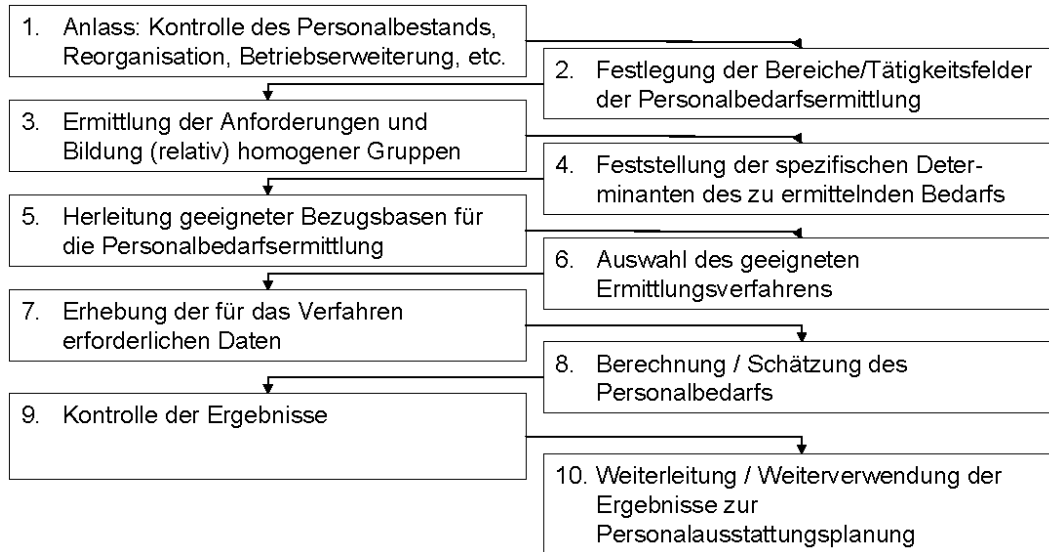 1. Anlass: Kontrolle des Personalbestands,
Reorganisation, Betriebserweiterung, etc.
2. Festlegung der Bereiche/Tätigkeitsfelder
der Personalbedarfsermittlung
3. Ermittlung der Anforderungen und
Bildung (relativ) homogener Gruppen
4. Feststellung der spezifischen Deter-
minanten des zu ermittelnden Bedarfs
5. Herleitung geeigneter Bezugsbasen für
die Personalbedarfsermittlung
6. Auswahl des geeigneten
Ermittlungsverfahrens
7. Erhebung der für das Verfahren
erforderlichen Daten
8. Berechnung / Schätzung des
Personalbedarfs
9. Kontrolle der Ergebnisse
10. Weiterleitung / Weiterverwendung der
Ergebnisse zur
Personalausstattungsplanung